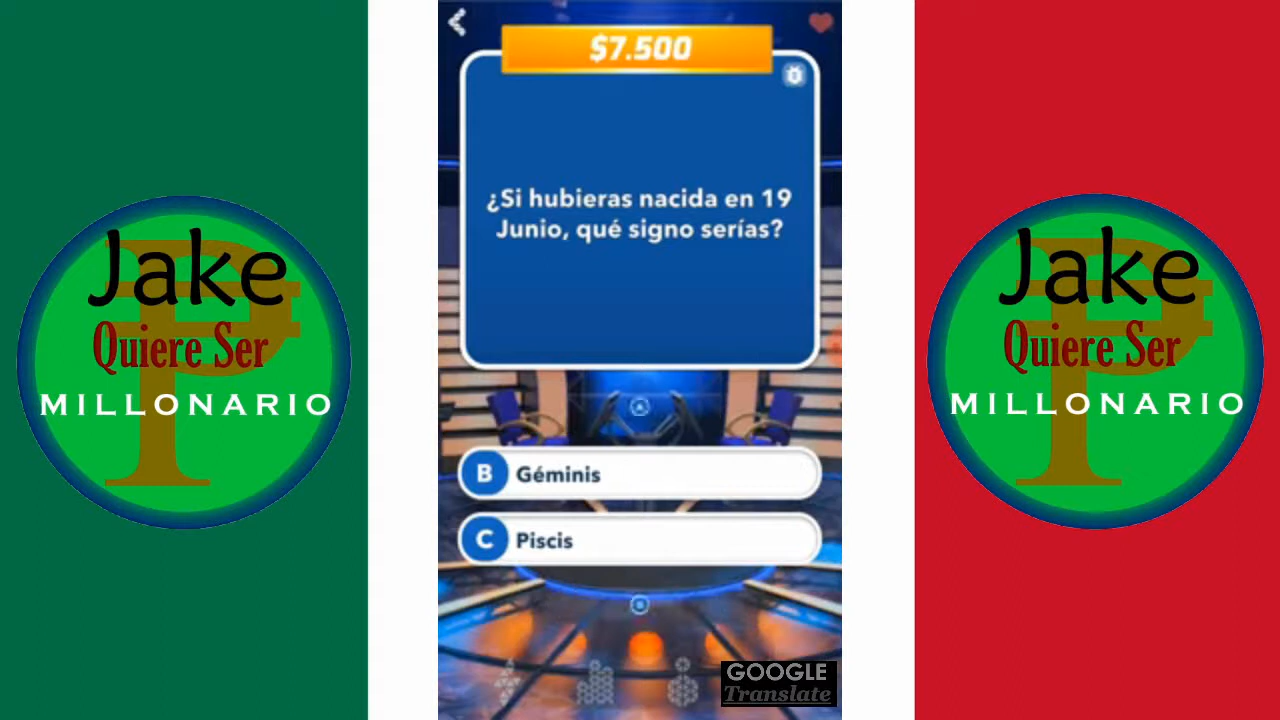 $7.500
¿Si hubieras nacida en 19
Junio, qué signo serías?
B Géminis
C Piscis
Jake
Quiere Ser
MILLONARIO
Jake
Quiere Ser
MILLONARIO
GOOGLE
Translate